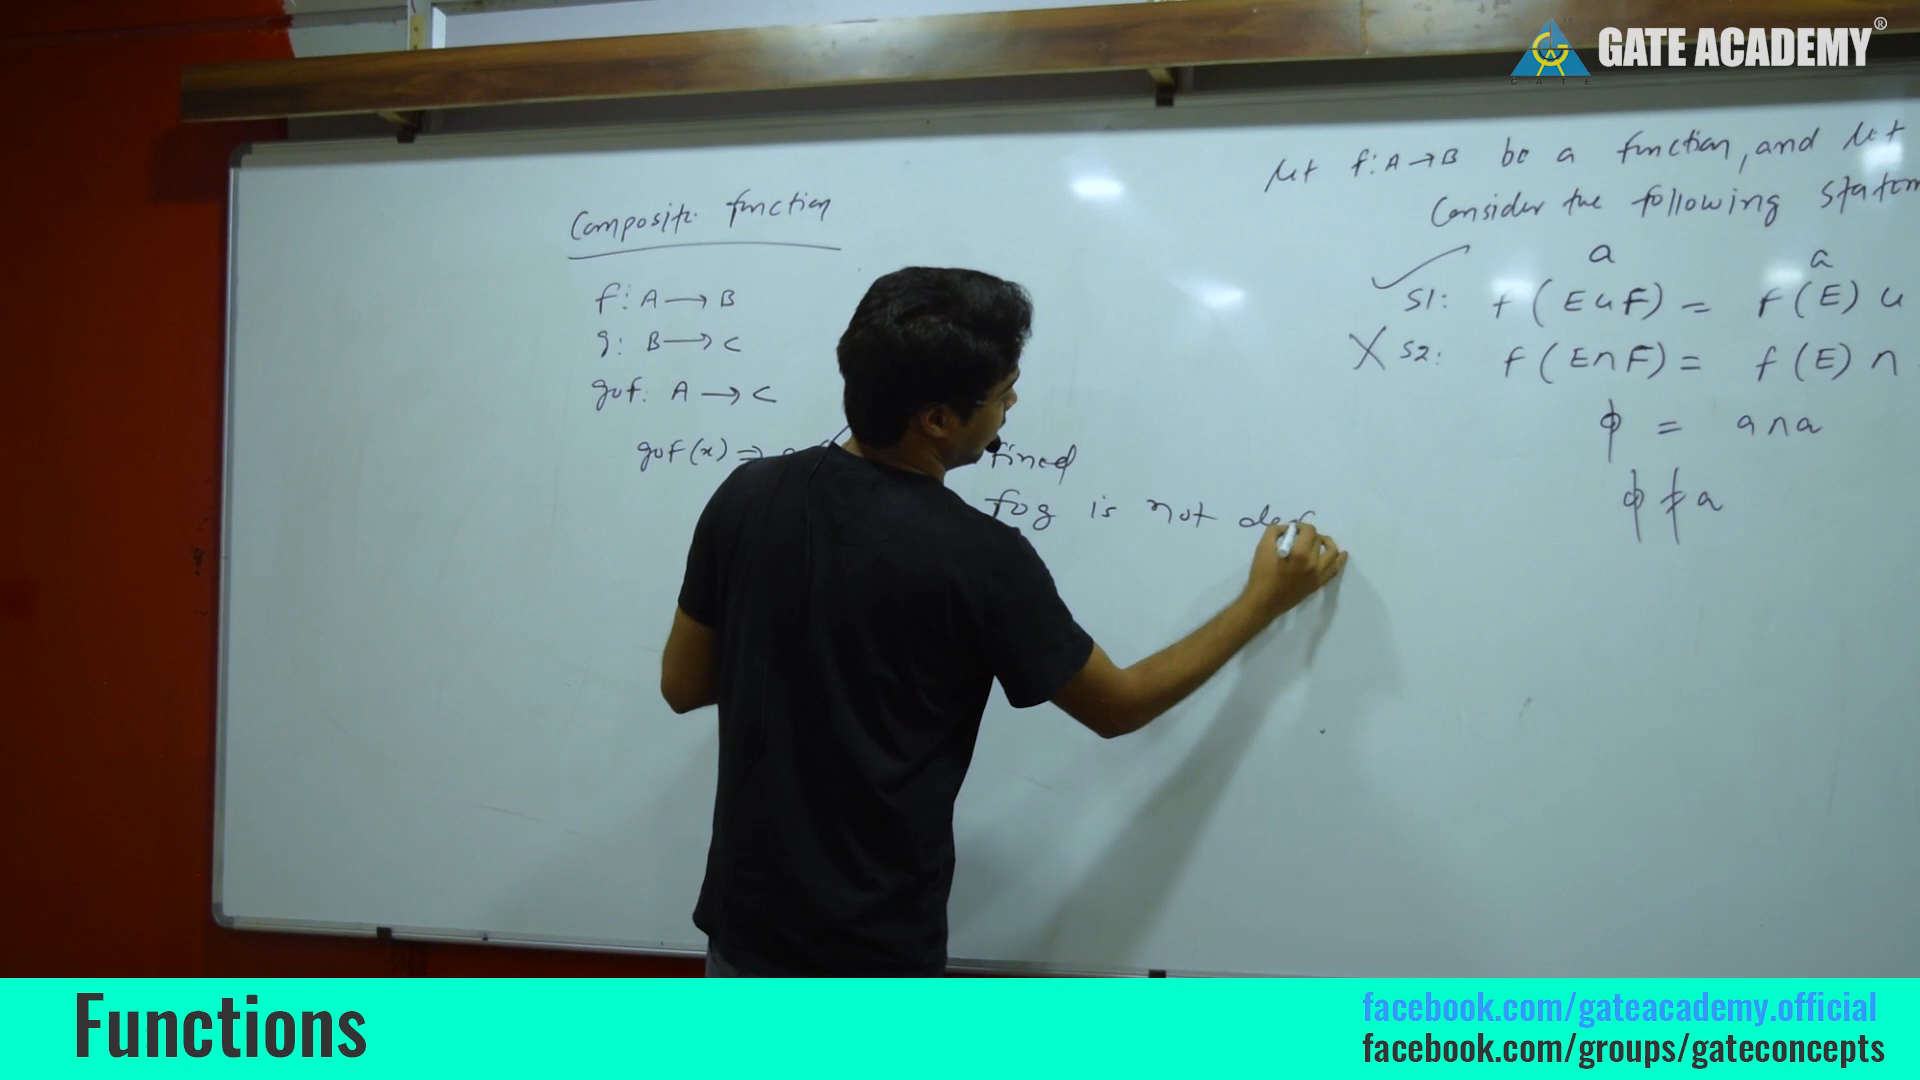 GATE ACADEMY®
GATE
Let f: A → B be a function, and let
Consider the following
Composite function
f: A → B
g: B → C
gof: A → C
gof(x) ⇒
fined
fog is not def
a a
S1: f(E∪F) = f(E) ∪
S2: f(E∩F) = f(E) ∩
ϕ = a∩a
ϕ ≠ a
Functions
facebook.com/gateacademy.official
facebook.com/groups/gateconcepts